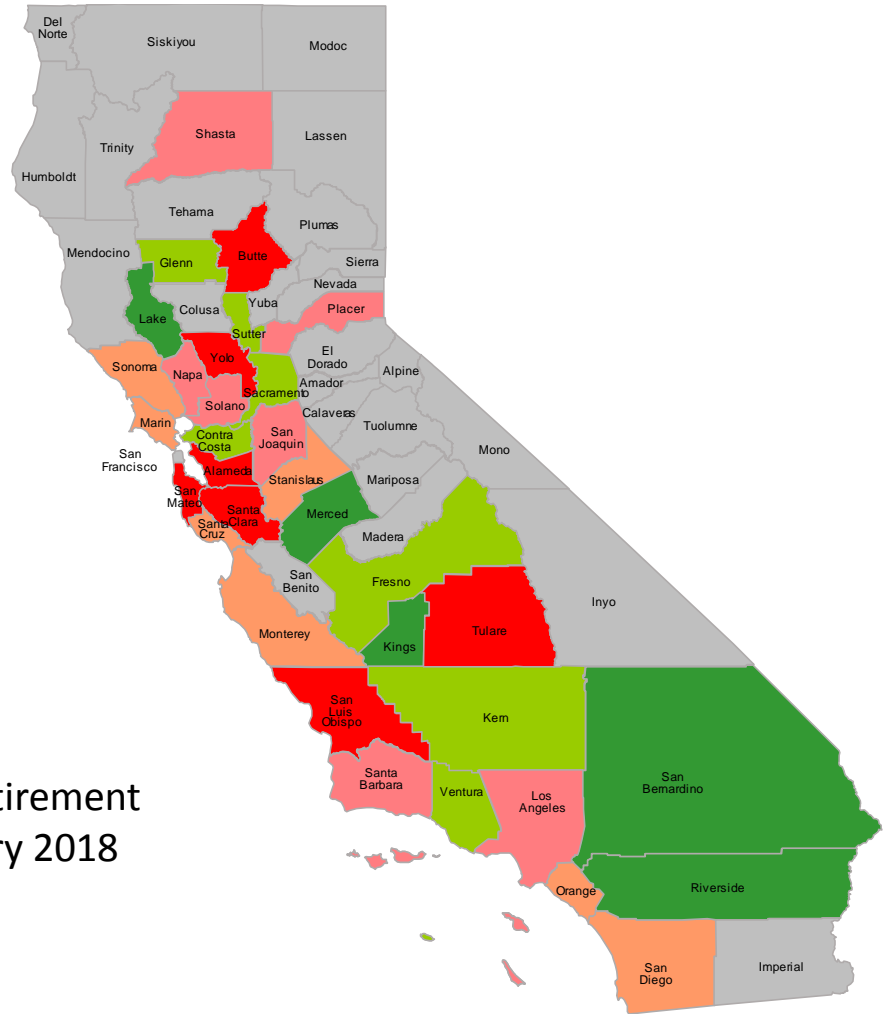 Del
Norte
Siskiyou
Modoc
Shasta
Lassen
Trinity
Humboldt
Tehama
Plumas
Mendocino
Glenn
Butte
Sierra
Nevada
Colusa
Yuba
Placer
Lake
Sutter
El
Dorado
Yolo
Sonoma
Napa
Alpine
Amador
Sacramento
Solano
Calaveras
Marin
Tuolumne
Contra
Costa
San
Joaquin
Mono
San
Francisco
Alameda
Stanislaus
Mariposa
San
Mateo
Santa
Clara
Merced
Santa
Cruz
Madera
San
Benito
Fresno
Inyo
Monterey
Kings
Tulare
San
Luis
Obispo
Kern
Santa
Barbara
Ventura
Los
Angeles
San
Bernardino
tirement
ry 2018
Orange
Riverside
San
Diego
Imperial